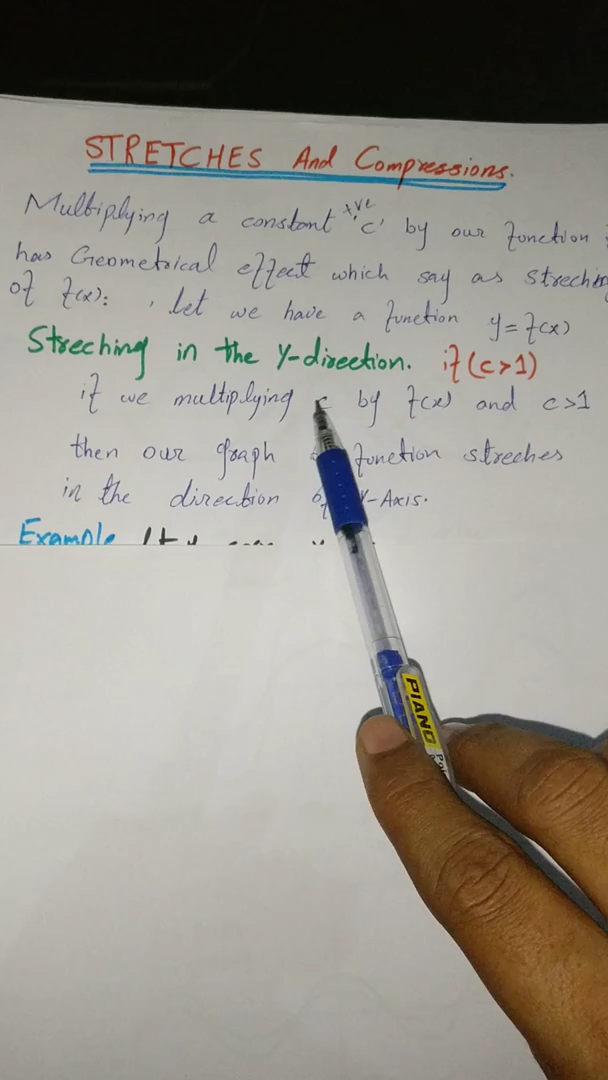 STRETCHES And Compressions.
Multiplying a constant +ve 'c' by our function
has Geometrical effect which say as Streching
of f(x): , let we have a function y = f(x)
Streching in the Y-direction. if (c>1)
if we multiplying c by f(x) and c>1
then our graph function streches
in the direction of Y-Axis.
Example
PIANO